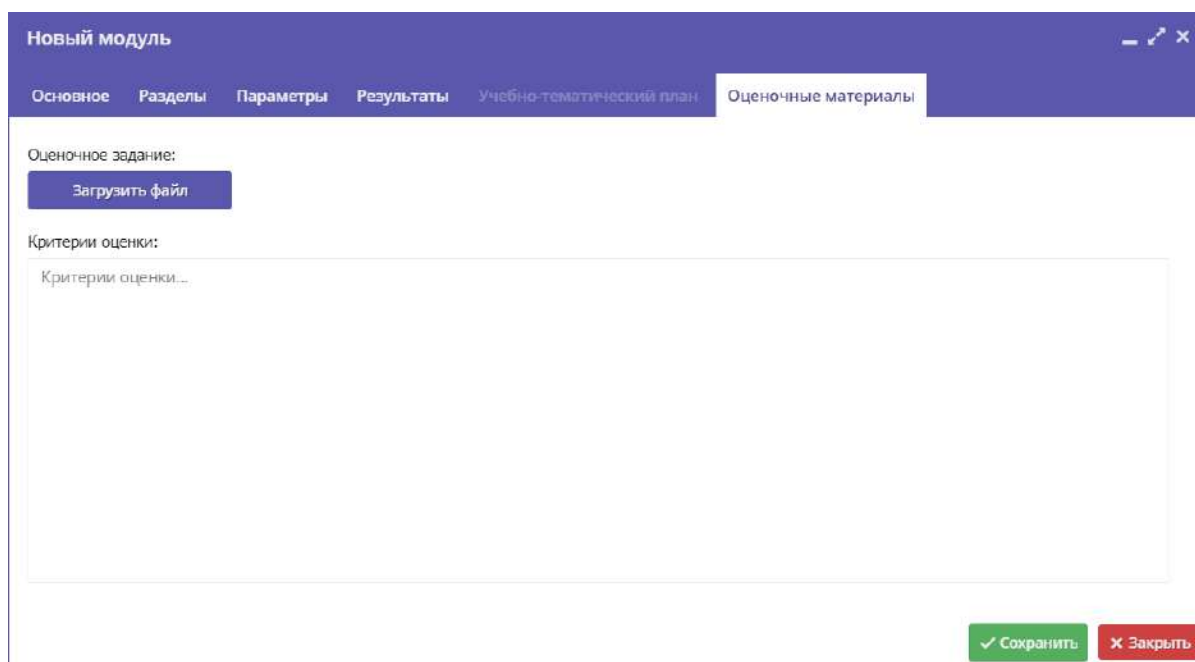 Новый модуль
Основное Разделы Параметры Результаты Учебно-тематический план Оценочные материалы
Оценочное задание:
Загрузить файл
Критерии оценки:
Критерии оценки...
Сохранить Закрыть